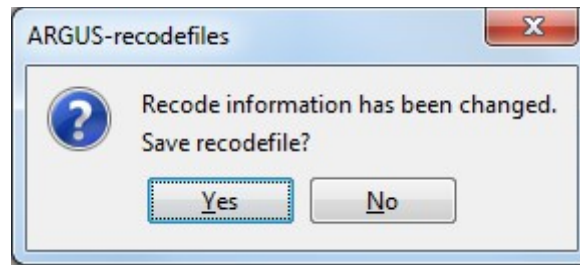 ARGUS-recodefiles
Recode information has been changed.
Save recodefile?
Yes
No